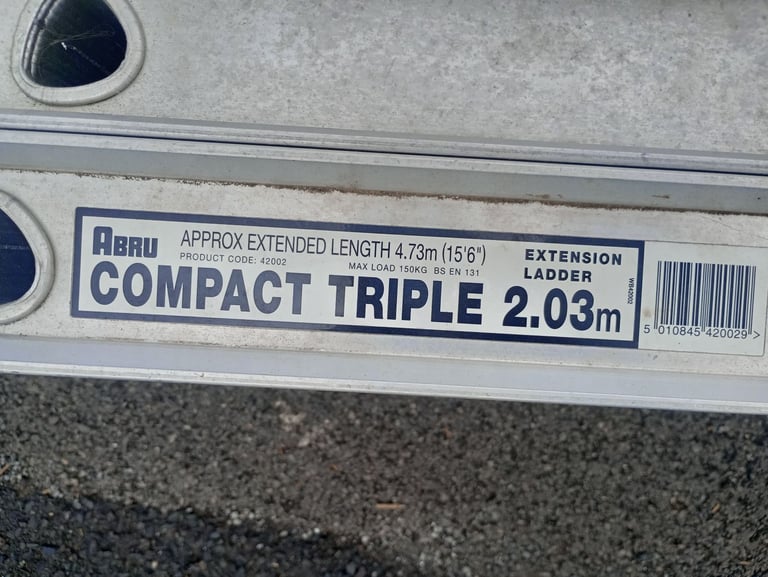 ABRU APPROX EXTENDED LENGTH 4.73m (15'6")
PRODUCT CODE: 42002 MAX LOAD 150KG BS EN 131
EXTENSION
LADDER
COMPACT TRIPLE 2.03m
WB42002
5 010845 420029 >